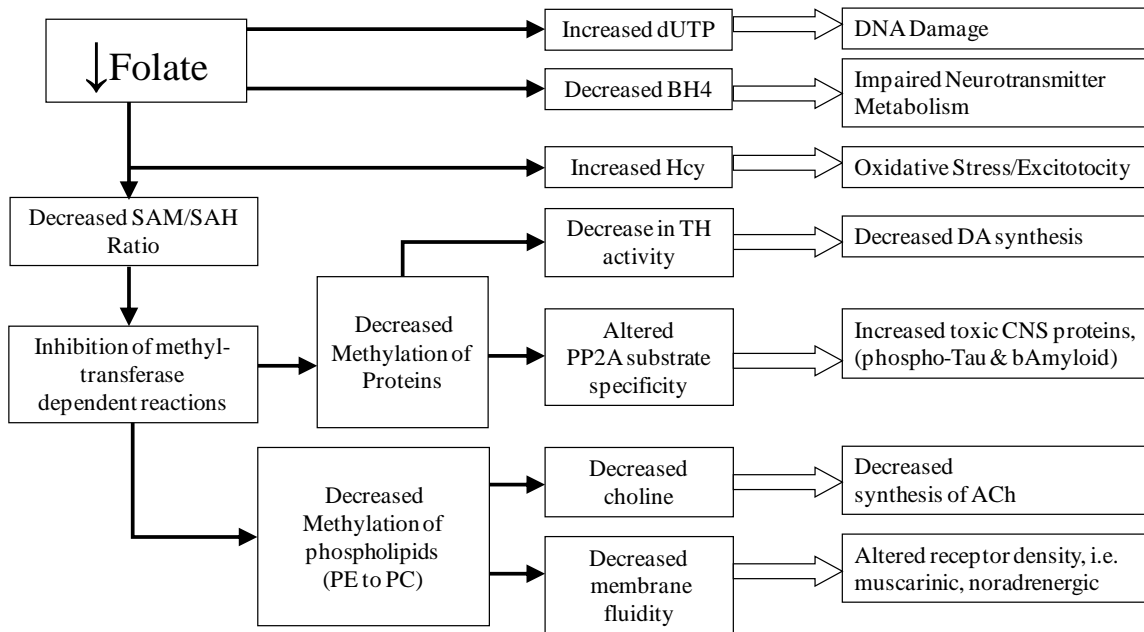 ↓Folate
Increased dUTP
DNA Damage
Decreased BH4
Impaired Neurotransmitter
Metabolism
Increased Hcy
Oxidative Stress/Excitotocity
Decreased SAM/SAH
Ratio
Decrease in TH
activity
Decreased DA synthesis
Inhibition of methyl-
transferase
dependent reactions
Decreased
Methylation of
Proteins
Altered
PP2A substrate
specificity
Increased toxic CNS proteins,
(phospho-Tau & bAmyloid)
Decreased
Methylation of
phospholipids
(PE to PC)
Decreased
choline
Decreased
synthesis of ACh
Decreased
membrane
fluidity
Altered receptor density, i.e.
muscarinic, noradrenergic